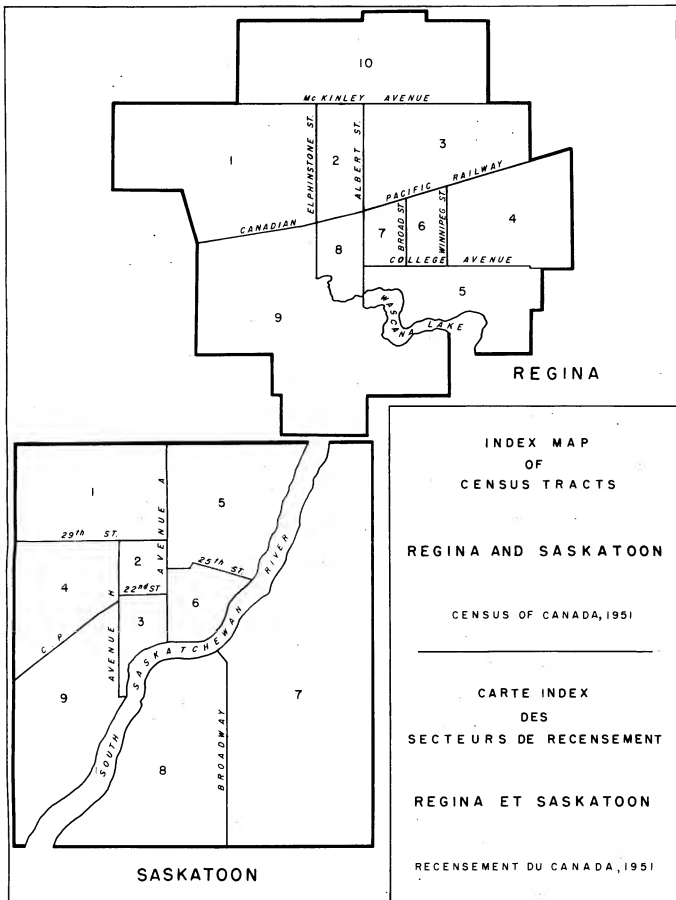 10
McKINLEY AVENUE
1
ELPHINSTONE ST.
2
ALBERT ST.
3
CANADIAN PACIFIC RAILWAY
4
7
BROAD ST.
6
WINNIPEG ST.
8
COLLEGE AVENUE
5
9
WASCANA LAKE
REGINA
1
AVENUE A
5
29th ST.
2
25th ST.
4
22nd ST
6
C P
AVENUE H
3
SOUTH SASKATCHEWAN RIVER
7
9
8
BROADWAY
SASKATOON
INDEX MAP
OF
CENSUS TRACTS
REGINA AND SASKATOON
CENSUS OF CANADA, 1951
CARTE INDEX
DES
SECTEURS DE RECENSEMENT
REGINA ET SASKATOON
RECENSEMENT DU CANADA, 1951